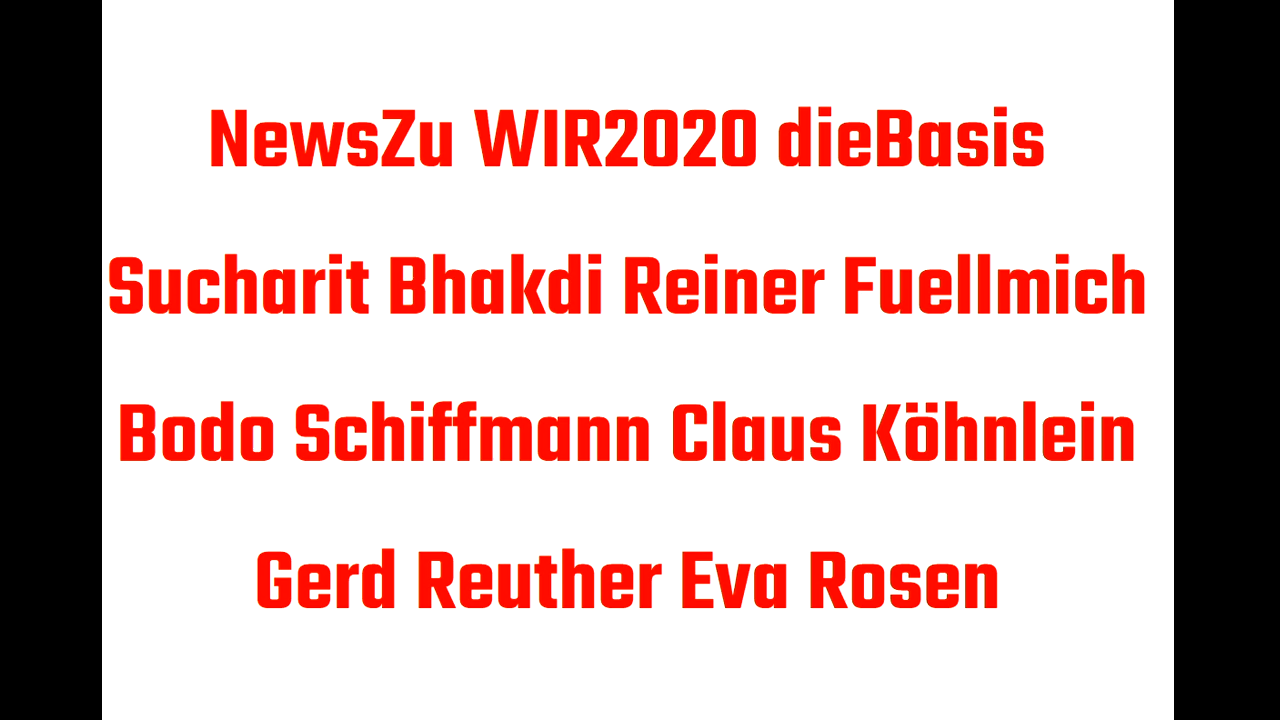 NewsZu WIR2020 dieBasis
Sucharit Bhakdi Reiner Fuellmich
Bodo Schiffmann Claus Köhnlein
Gerd Reuther Eva Rosen